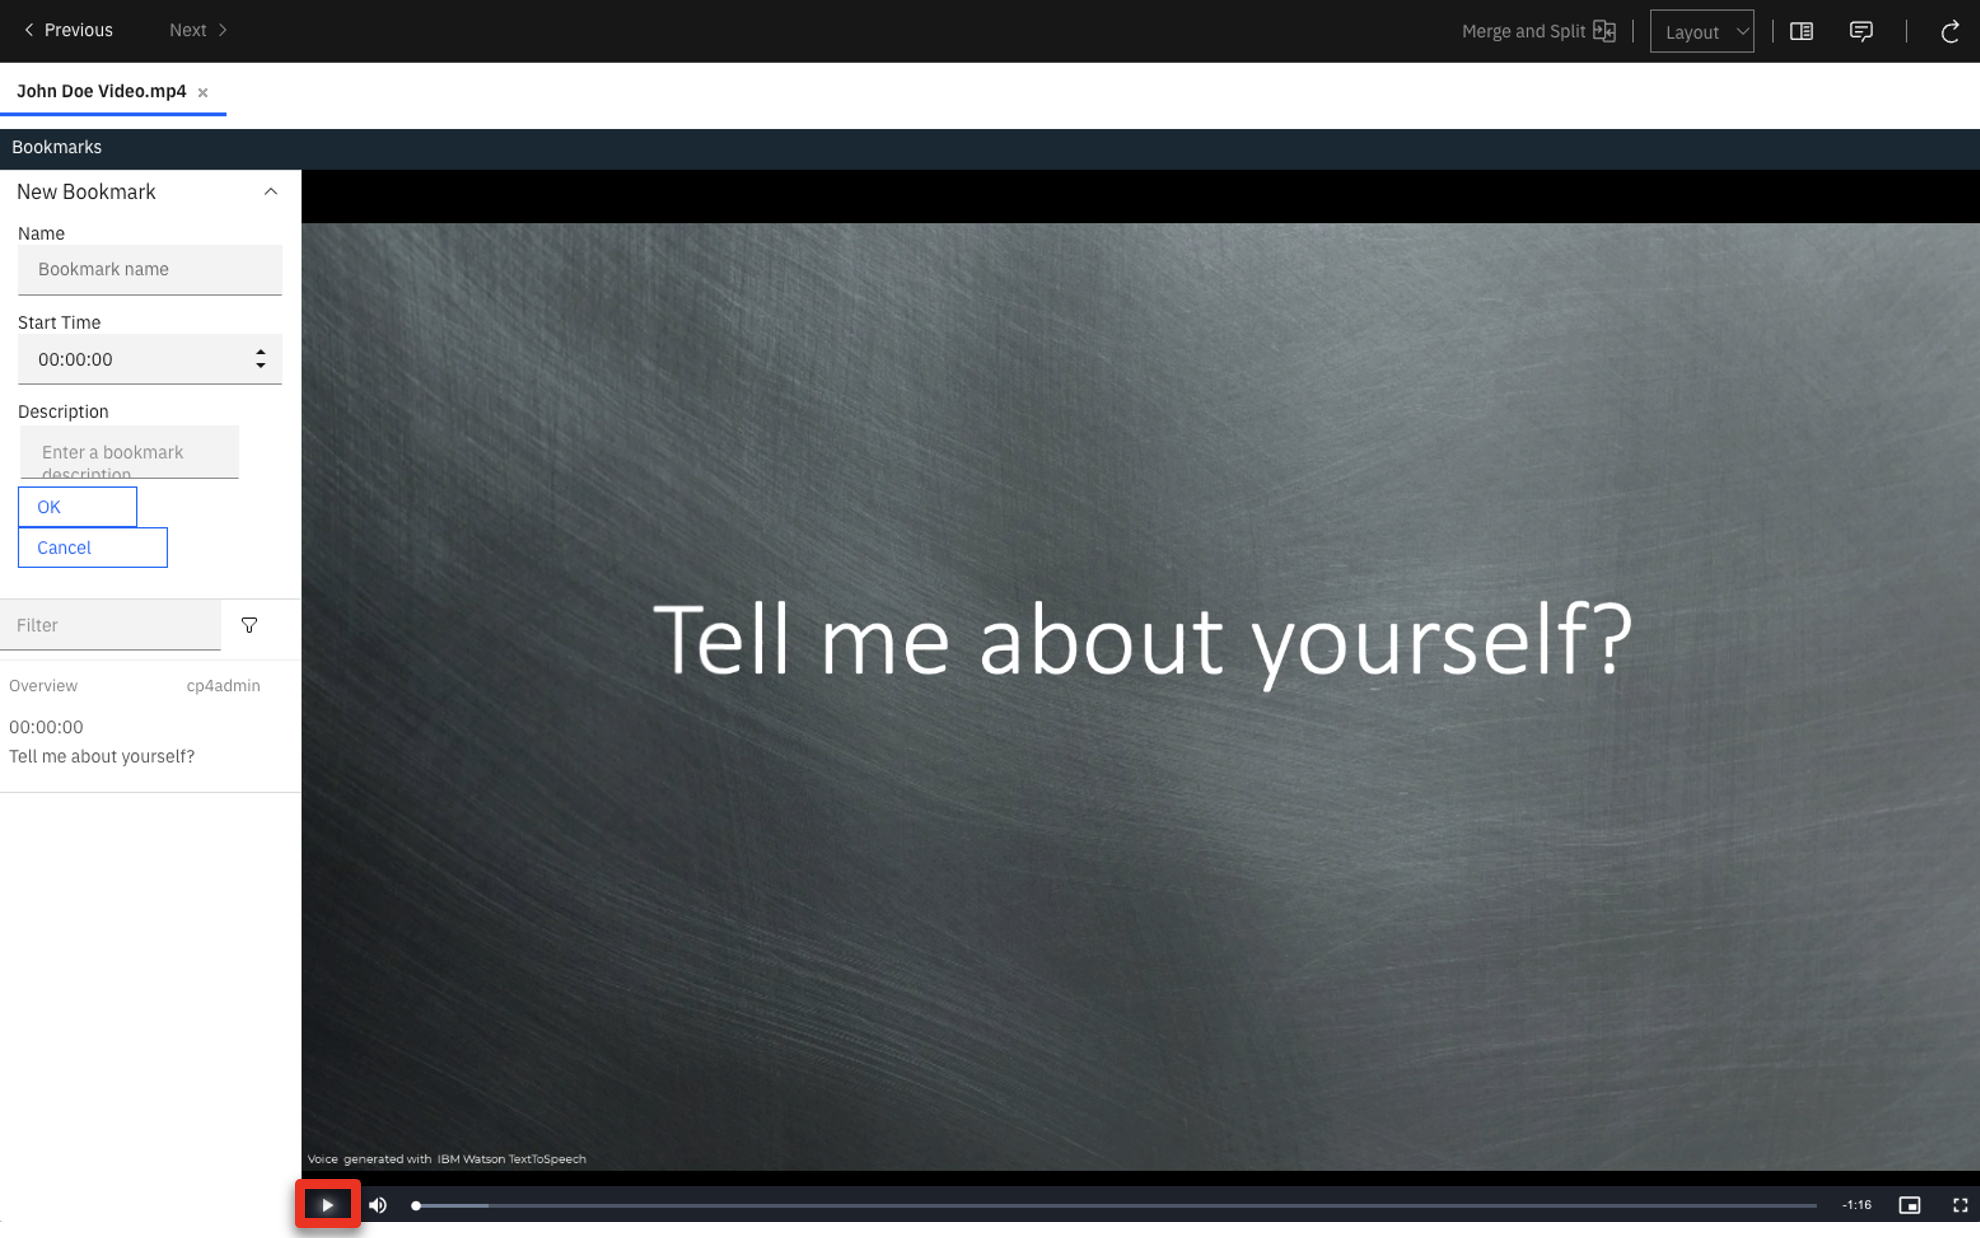 Previous Next Merge and Split Layout
John Doe Video.mp4
Bookmarks
New Bookmark
Name
Bookmark name
Start Time
00:00:00
Description
Enter a bookmark
description
OK
Cancel
Filter
Overview cp4admin
00:00:00
Tell me about yourself?
Tell me about yourself?
Voice generated with IBM Watson TextToSpeech
-1:16